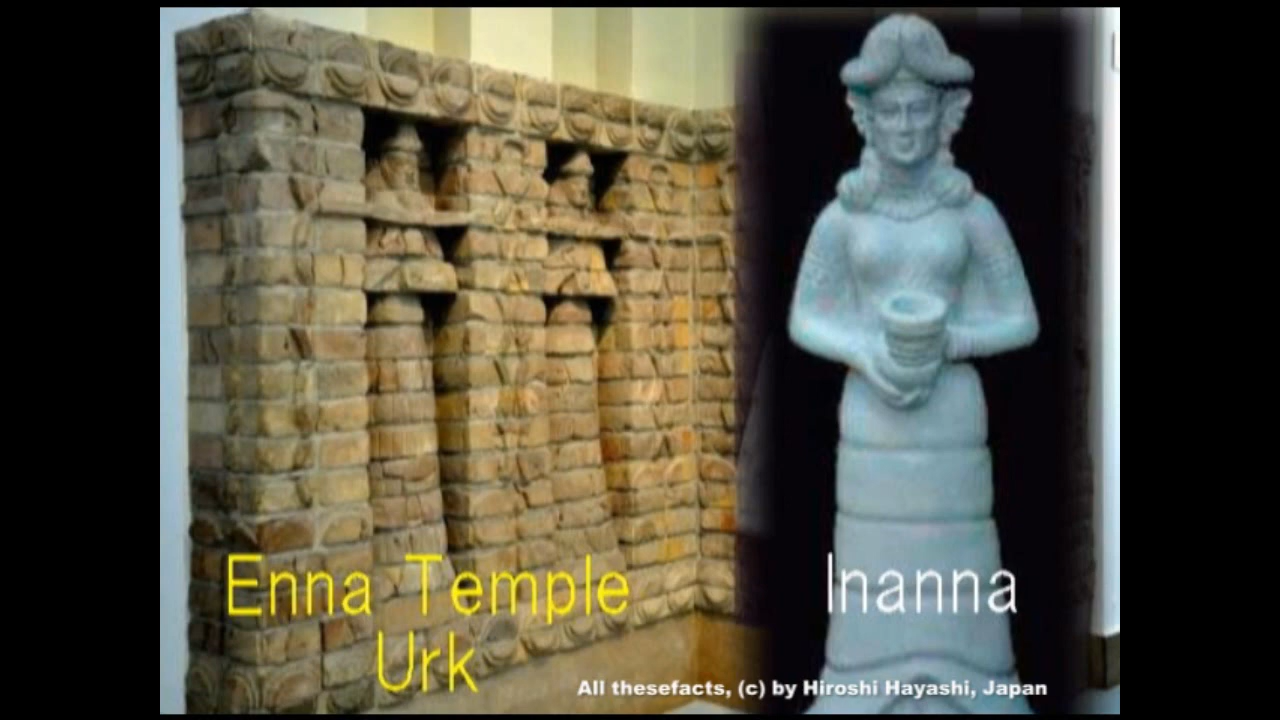 Enna Temple
Urk
Inanna
All thesefacts, (c) by Hiroshi Hayashi, Japan